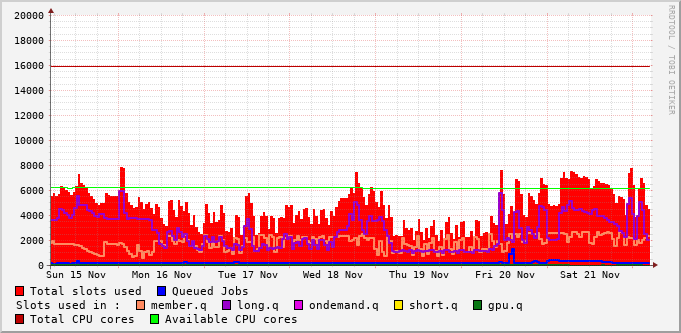 20000
18000
16000
14000
12000
10000
8000
6000
4000
2000
0
Sun 15 Nov Mon 16 Nov Tue 17 Nov Wed 18 Nov Thu 19 Nov Fri 20 Nov Sat 21 Nov
Total slots used Queued Jobs
Slots used in : member.q long.q ondemand.q short.q gpu.q
Total CPU cores Available CPU cores
RRDTOOL / TOBI OETIKER